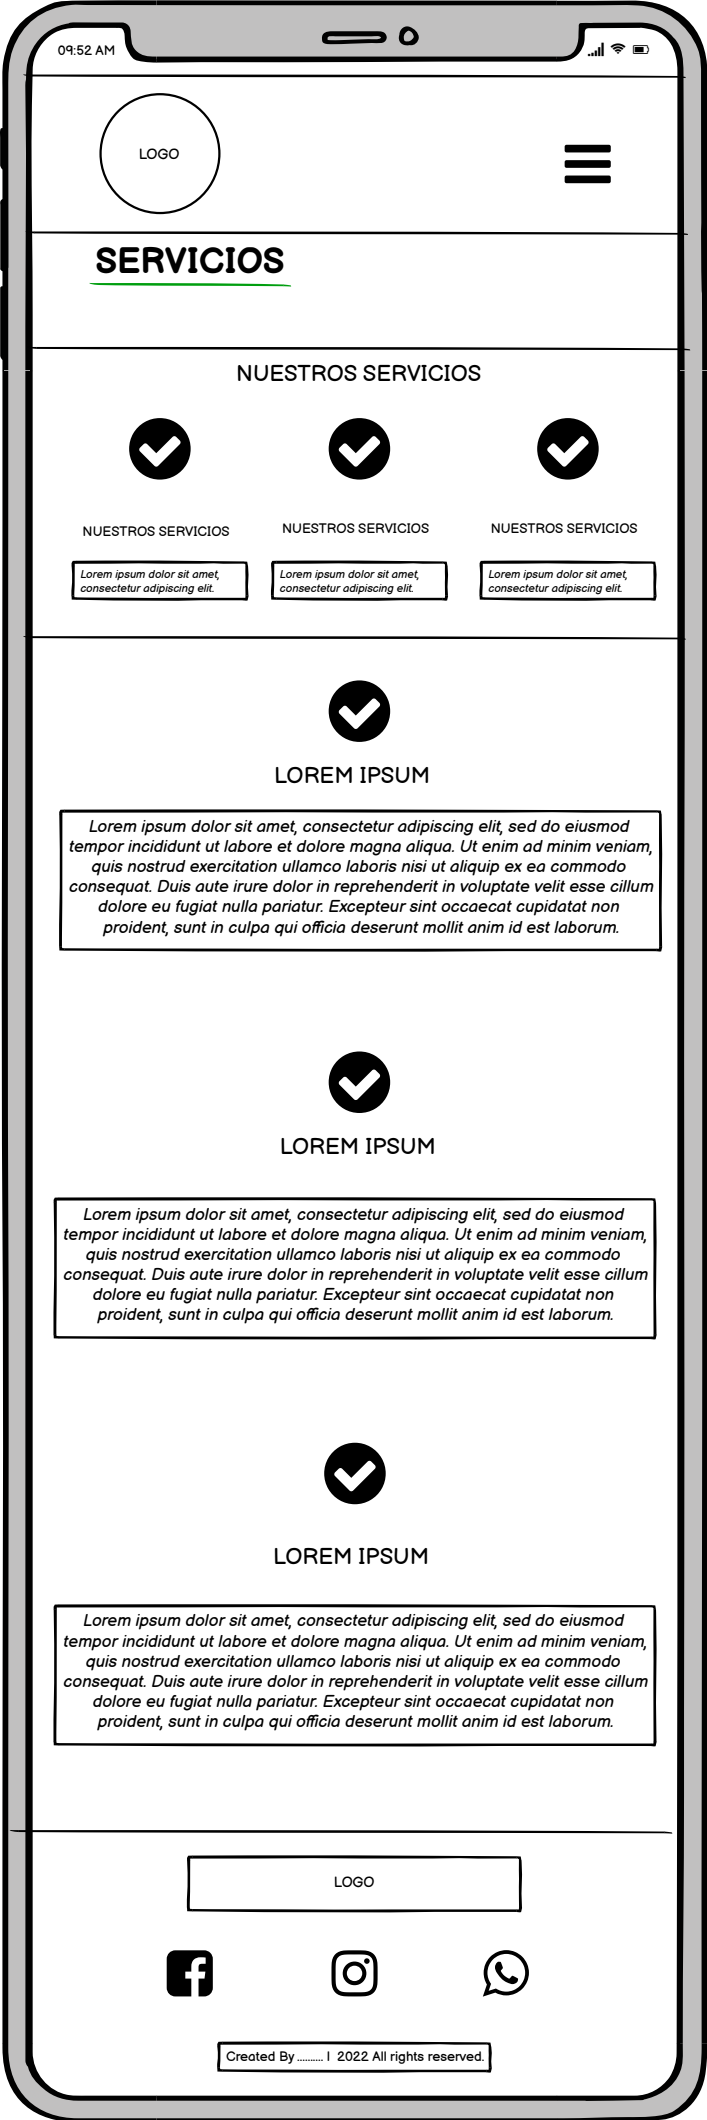 09:52 AM
LOGO
SERVICIOS
NUESTROS SERVICIOS
NUESTROS SERVICIOS
NUESTROS SERVICIOS
NUESTROS SERVICIOS
Lorem ipsum dolor sit amet,
consectetur adipiscing elit.
Lorem ipsum dolor sit amet,
consectetur adipiscing elit.
Lorem ipsum dolor sit amet,
consectetur adipiscing elit.
LOREM IPSUM
Lorem ipsum dolor sit amet, consectetur adipiscing elit, sed do eiusmod
tempor incididunt ut labore et dolore magna aliqua. Ut enim ad minim veniam,
quis nostrud exercitation ullamco laboris nisi ut aliquip ex ea commodo
consequat. Duis aute irure dolor in reprehenderit in voluptate velit esse cillum
dolore eu fugiat nulla pariatur. Excepteur sint occaecat cupidatat non
proident, sunt in culpa qui officia deserunt mollit anim id est laborum.
LOREM IPSUM
Lorem ipsum dolor sit amet, consectetur adipiscing elit, sed do eiusmod
tempor incididunt ut labore et dolore magna aliqua. Ut enim ad minim veniam,
quis nostrud exercitation ullamco laboris nisi ut aliquip ex ea commodo
consequat. Duis aute irure dolor in reprehenderit in voluptate velit esse cillum
dolore eu fugiat nulla pariatur. Excepteur sint occaecat cupidatat non
proident, sunt in culpa qui officia deserunt mollit anim id est laborum.
LOREM IPSUM
Lorem ipsum dolor sit amet, consectetur adipiscing elit, sed do eiusmod
tempor incididunt ut labore et dolore magna aliqua. Ut enim ad minim veniam,
quis nostrud exercitation ullamco laboris nisi ut aliquip ex ea commodo
consequat. Duis aute irure dolor in reprehenderit in voluptate velit esse cillum
dolore eu fugiat nulla pariatur. Excepteur sint occaecat cupidatat non
proident, sunt in culpa qui officia deserunt mollit anim id est laborum.
LOGO
Created By .......... | 2022 All rights reserved.